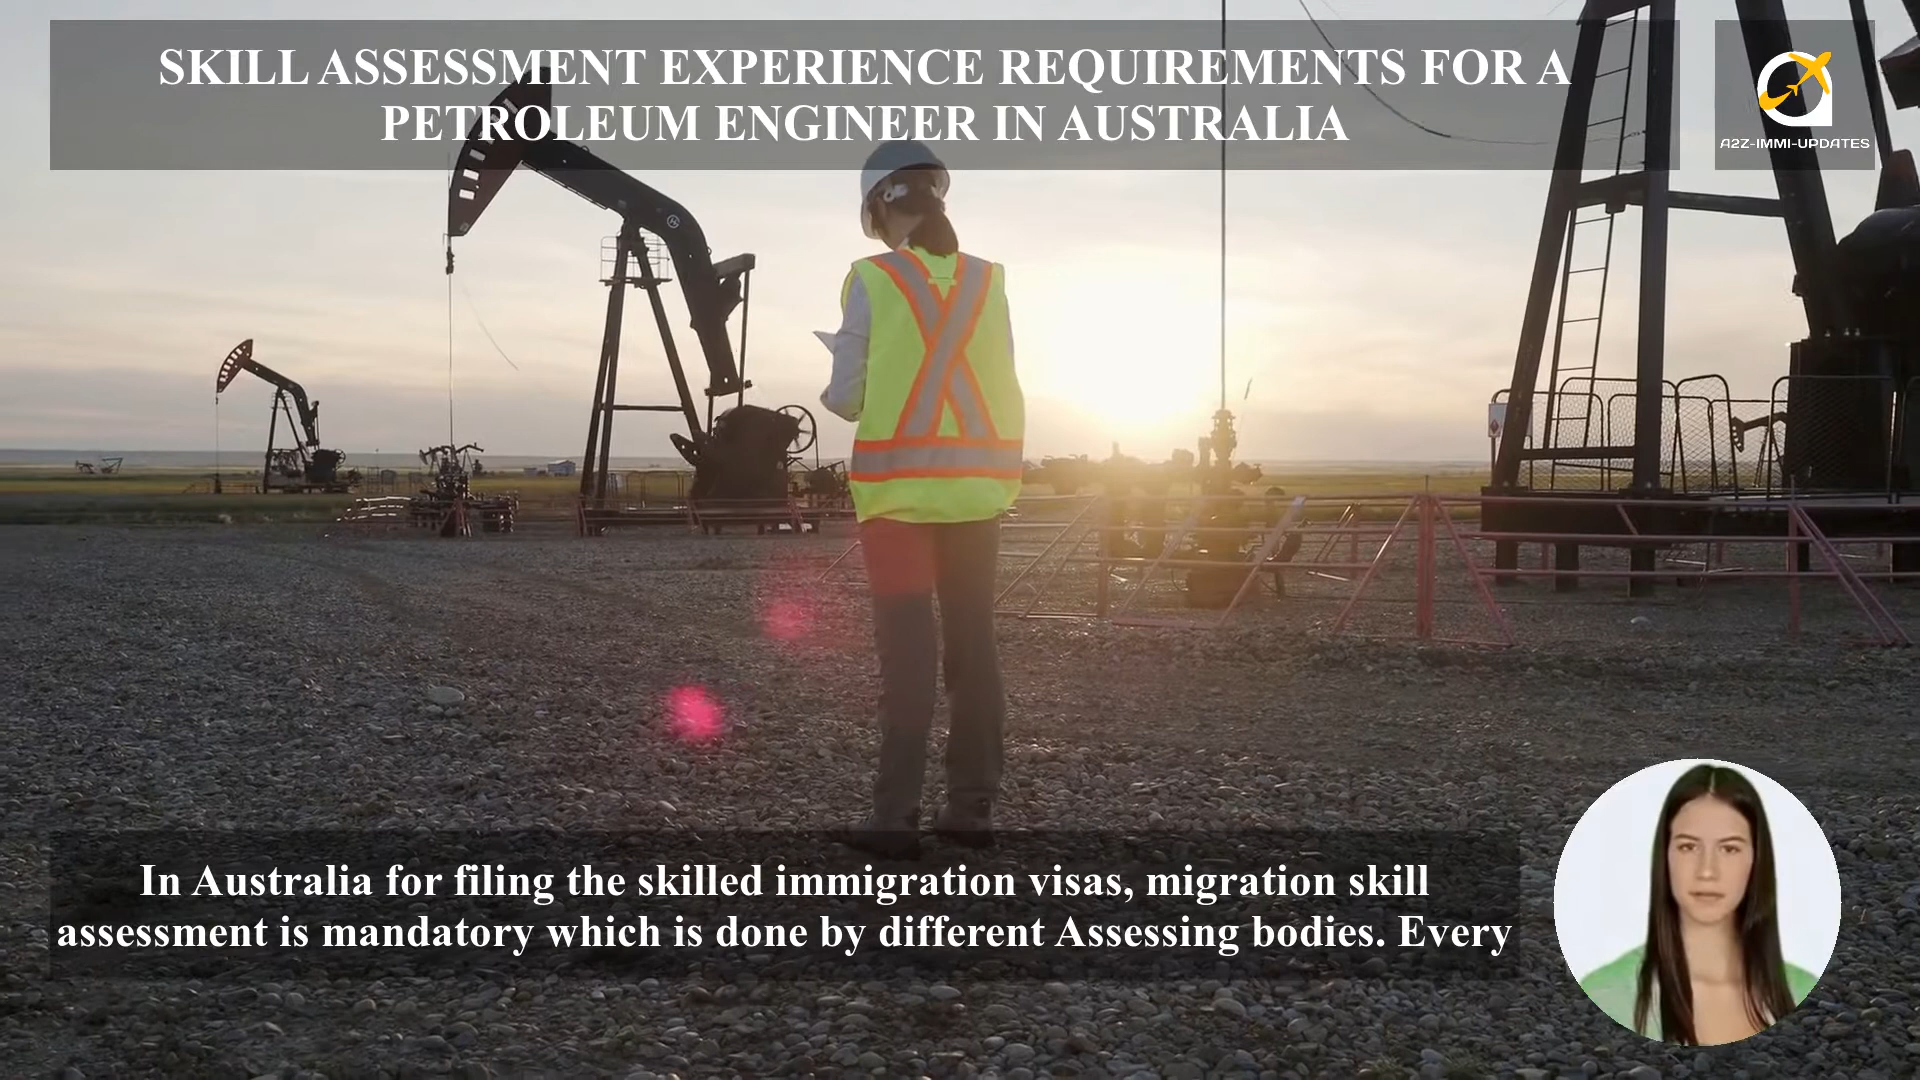 SKILL ASSESSMENT EXPERIENCE REQUIREMENTS FOR A
PETROLEUM ENGINEER IN AUSTRALIA
A2Z-IMMI-UPDATES
In Australia for filing the skilled immigration visas, migration skill
assessment is mandatory which is done by different Assessing bodies. Every